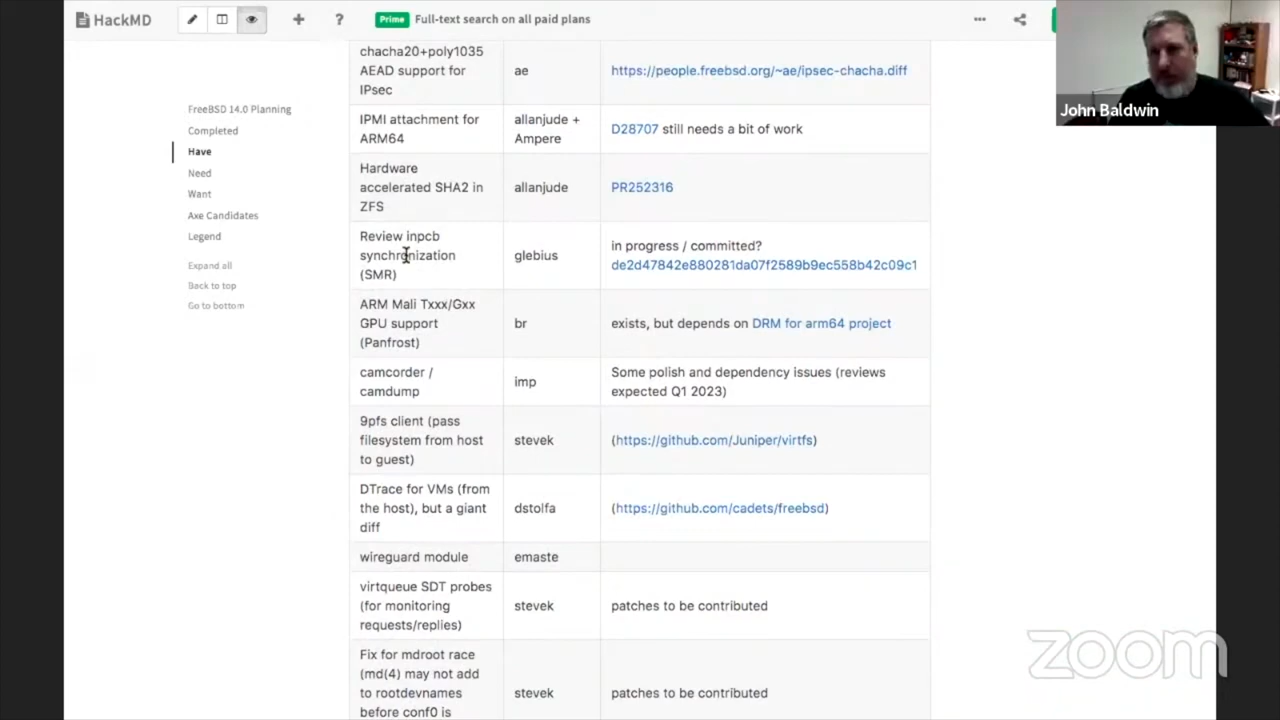 HackMD
?
Prime Full-text search on all paid plans
John Baldwin
FreeBSD 14.0 Planning
Completed
Have
Need
Want
Axe Candidates
Legend
Expand all
Back to top
Go to bottom
chacha20+poly1035
AEAD support for
IPsec
ae
https://people.freebsd.org/~ae/ipsec-chacha.diff
IPMI attachment for
ARM64
allanjude +
Ampere
D28707 still needs a bit of work
Hardware
accelerated SHA2 in
ZFS
allanjude
PR252316
Review inpcb
synchronization
(SMR)
glebius
in progress / committed?
de2d47842e880281da07f2589b9ec558b42c09c1
ARM Mali Txxx/Gxx
GPU support
(Panfrost)
br
exists, but depends on DRM for arm64 project
camcorder /
camdump
imp
Some polish and dependency issues (reviews
expected Q1 2023)
9pfs client (pass
filesystem from host
to guest)
stevek
(https://github.com/Juniper/virtfs)
DTrace for VMs (from
the host), but a giant
diff
dstolfa
(https://github.com/cadets/freebsd)
wireguard module
emaste
virtqueue SDT probes
(for monitoring
requests/replies)
stevek
patches to be contributed
Fix for mdroot race
(md(4) may not add
to rootdevnames
before conf0 is
stevek
patches to be contributed
zoom